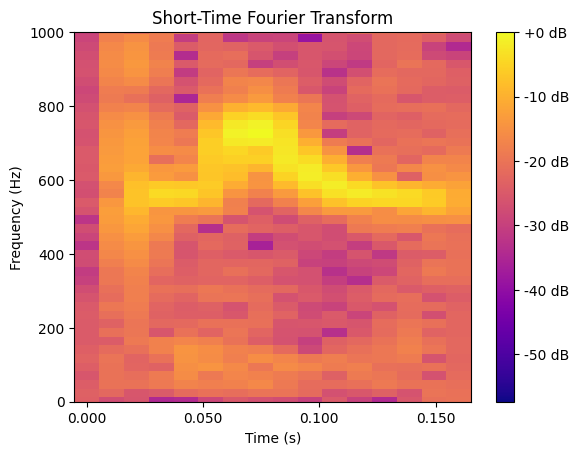 Short-Time Fourier Transform
1000
800
600
400
200
0
Frequency (Hz)
0.000
0.050
0.100
0.150
Time (s)
+0 dB
-10 dB
-20 dB
-30 dB
-40 dB
-50 dB